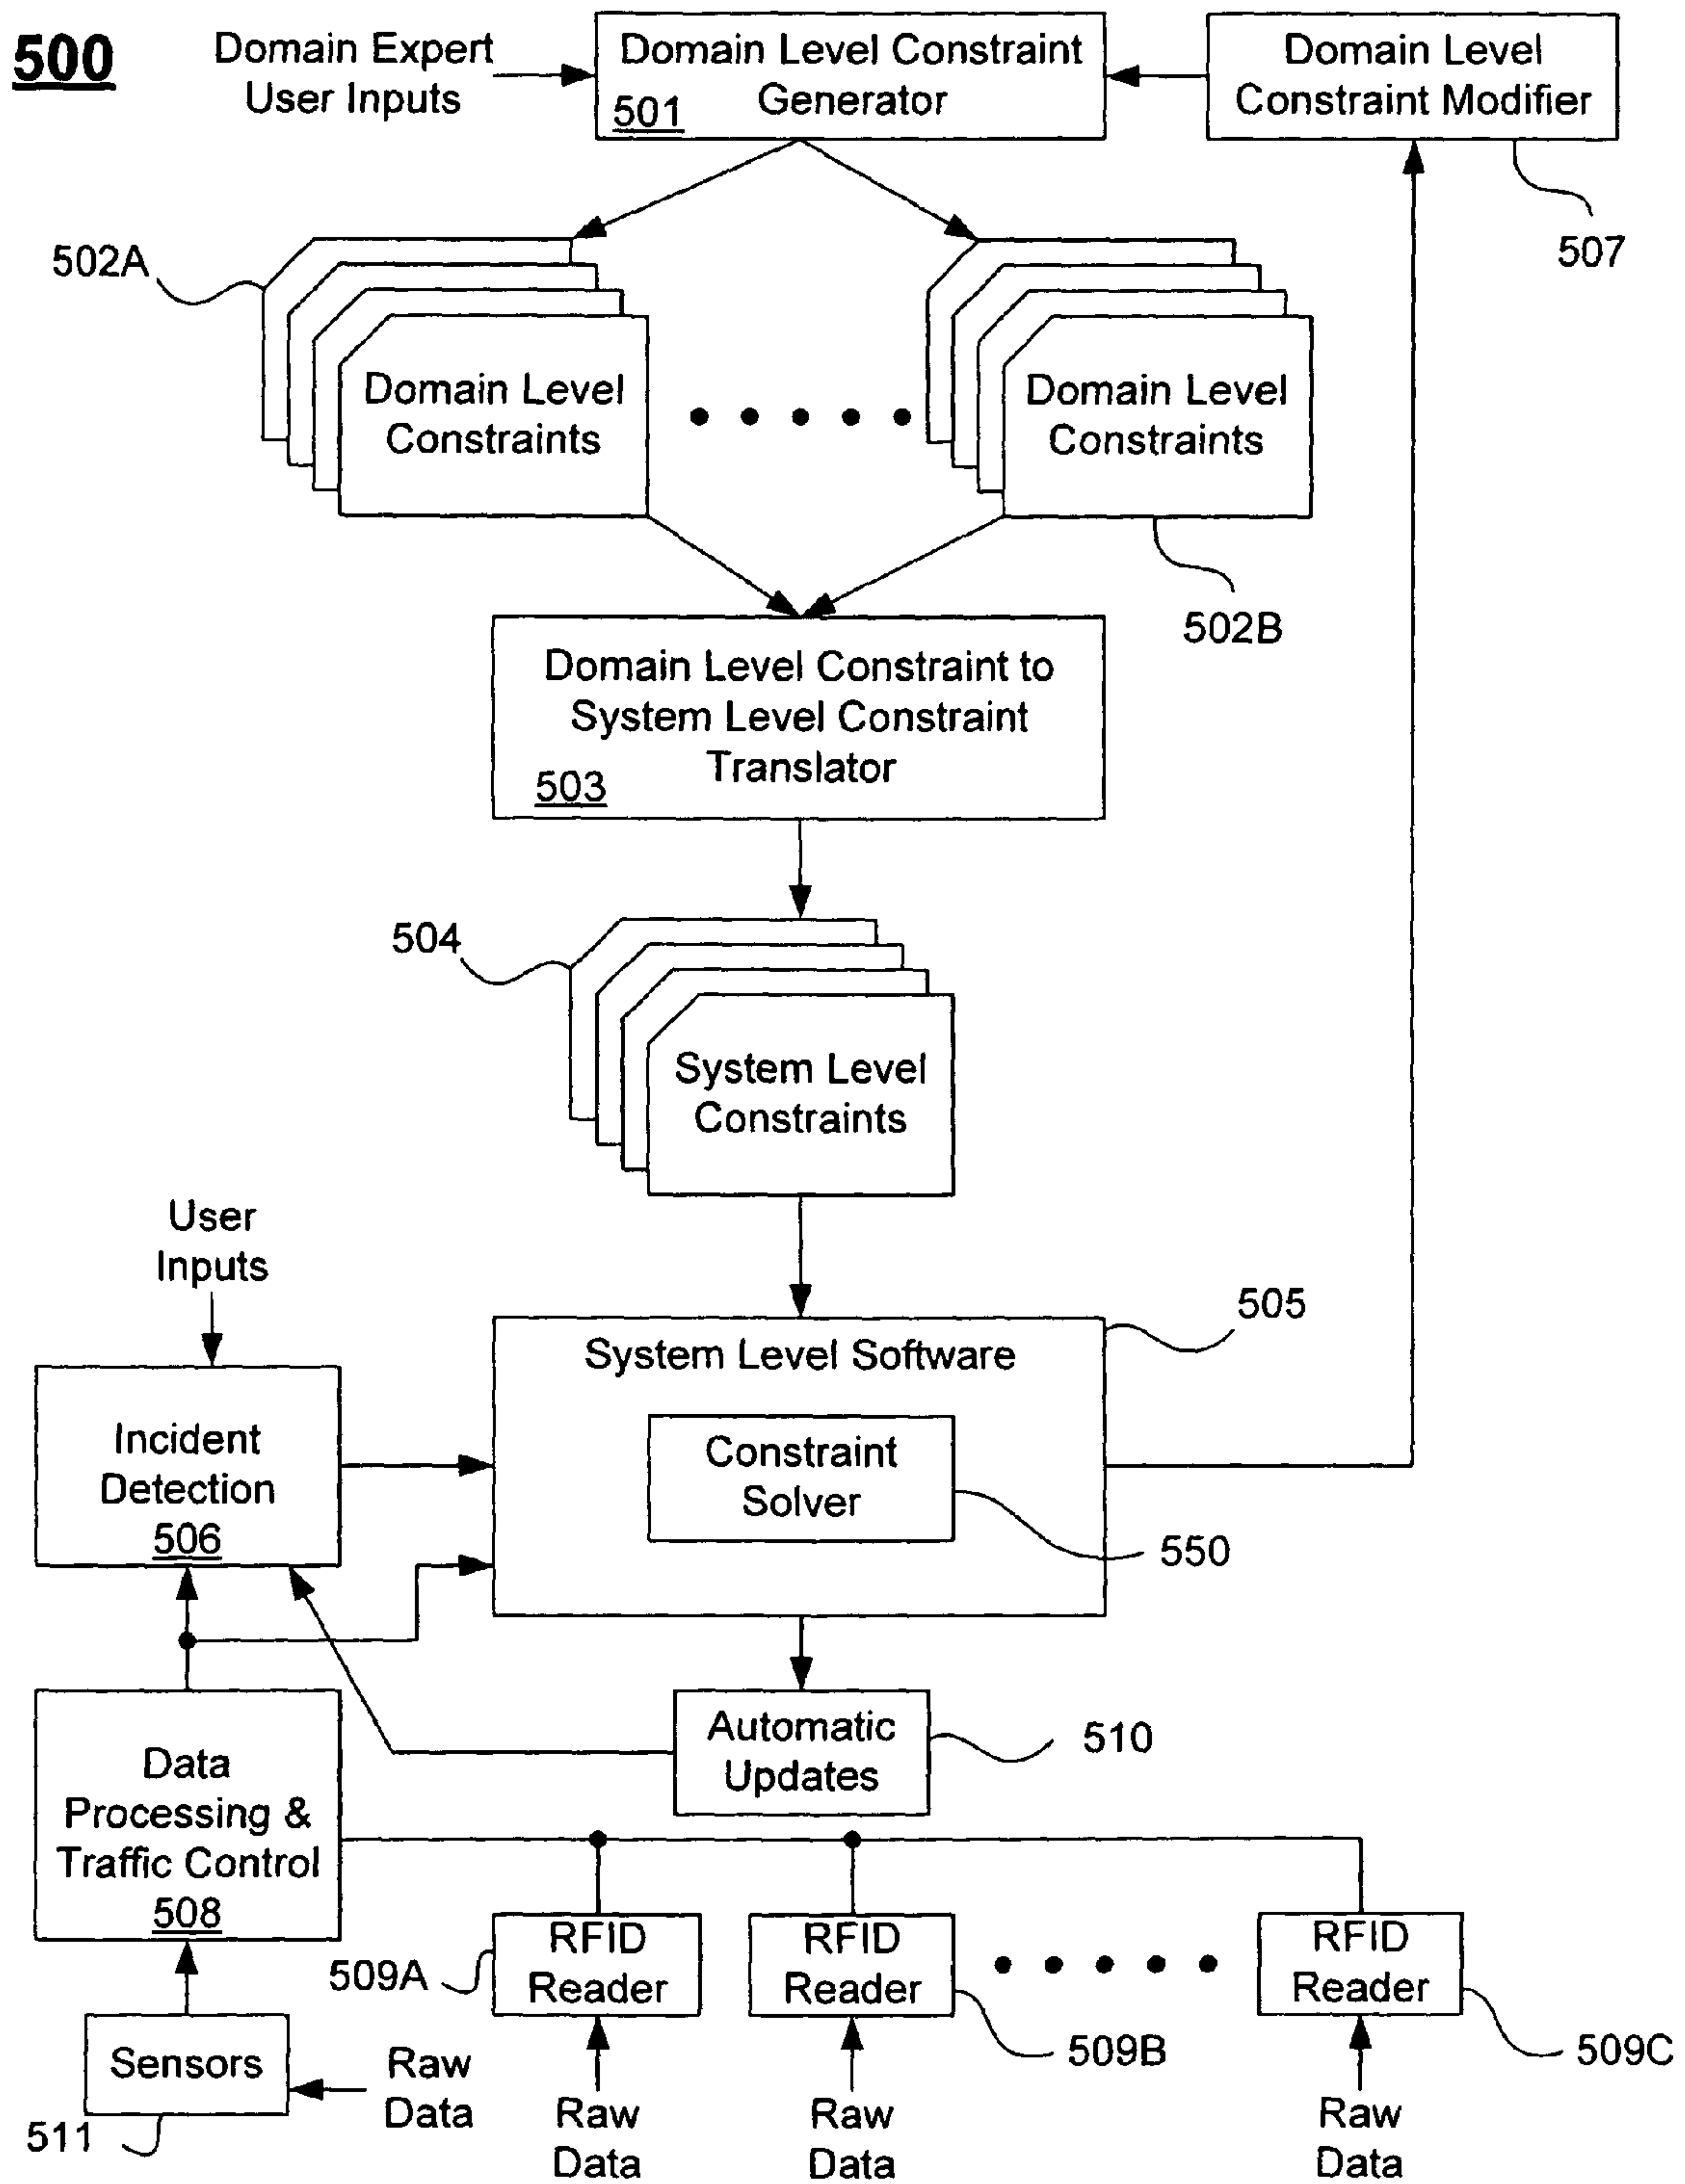 500
Domain Expert
User Inputs
Domain Level Constraint
Generator
501
Domain Level
Constraint Modifier
507
502A
Domain Level
Constraints
Domain Level
Constraints
502B
Domain Level Constraint to
System Level Constraint
Translator
503
504
System Level
Constraints
User
Inputs
505
System Level Software
Incident
Detection
506
Constraint
Solver
550
Automatic
Updates
510
Data
Processing &
Traffic Control
508
RFID
Reader
509A
RFID
Reader
509B
RFID
Reader
509C
Sensors
511
Raw
Data
Raw
Data
Raw
Data
Raw
Data